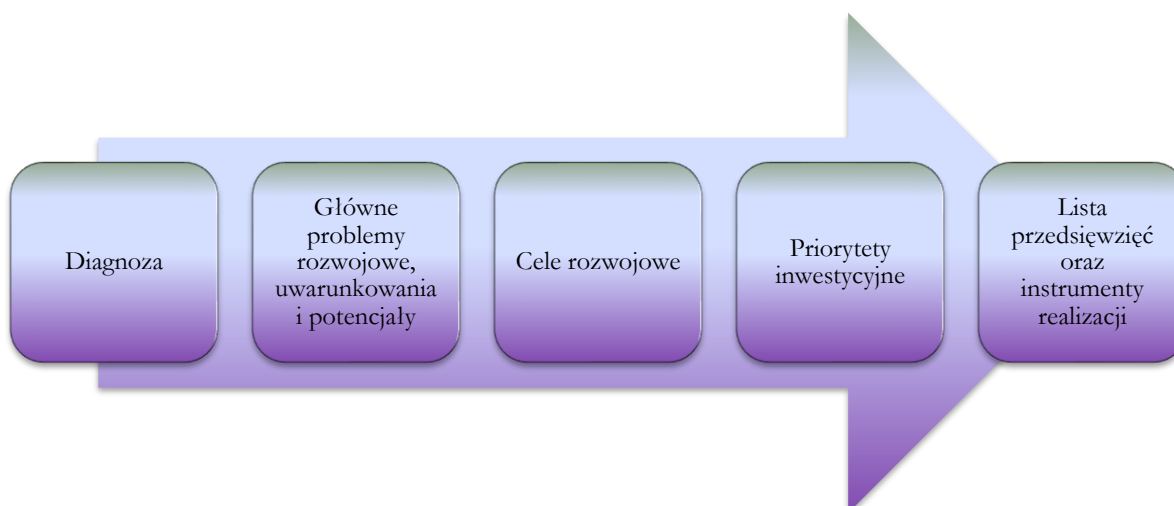 Diagnoza
Główne
problemy
rozwojowe,
uwarunkowania
i potencjały
Cele rozwojowe
Priorytety
inwestycyjne
Lista
przedsięwzięć
oraz
instrumenty
realizacji